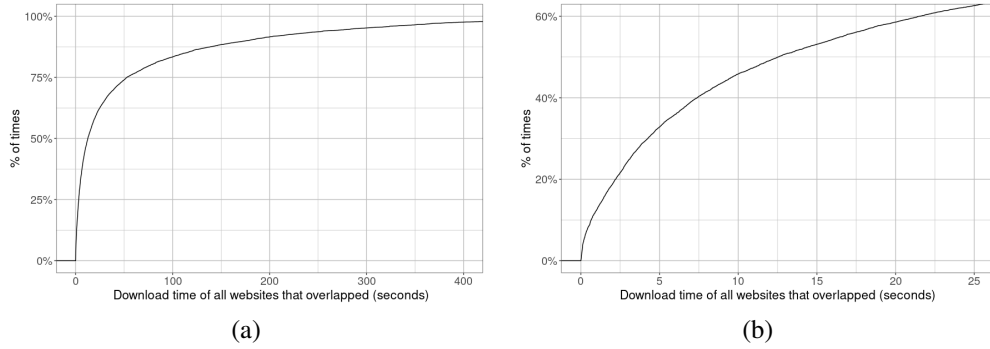 100%
75%
50%
25%
0%
% of times
0 100 200 300 400
Download time of all websites that overlapped (seconds)
(a)
60%
40%
20%
0%
% of times
0 5 10 15 20 25
Download time of all websites that overlapped (seconds)
(b)